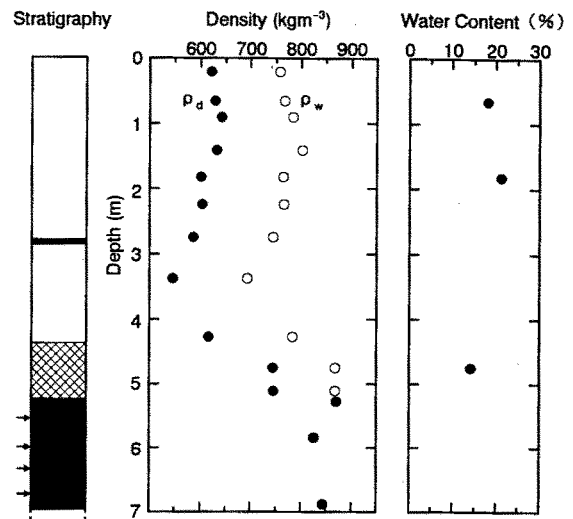 Stratigraphy
Density (kgm⁻³)
Water Content (%)
600 700 800 900
0 10 20 30
0
1
2
3
4
5
6
7
Depth (m)
ρd
ρw